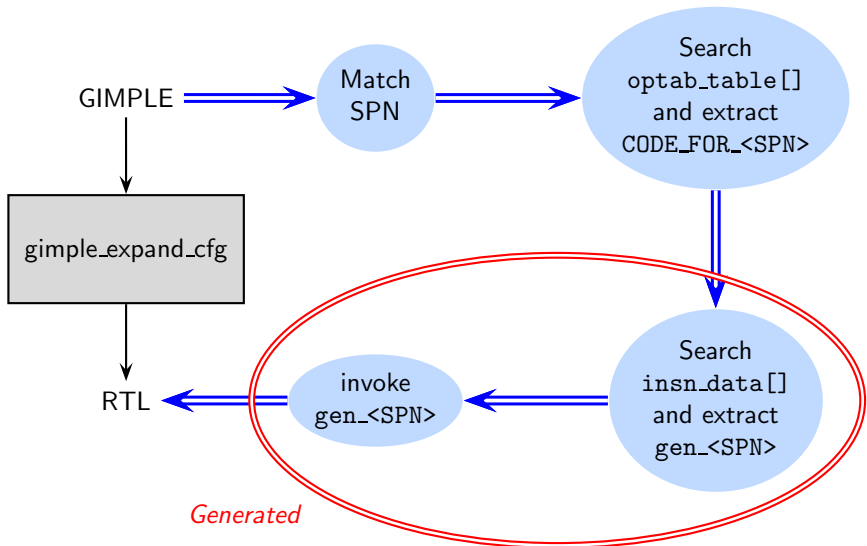 GIMPLE
Match
SPN
Search
optab_table[]
and extract
CODE_FOR_<SPN>
gimple_expand_cfg
RTL
invoke
gen_<SPN>
Search
insn_data[]
and extract
gen_<SPN>
Generated